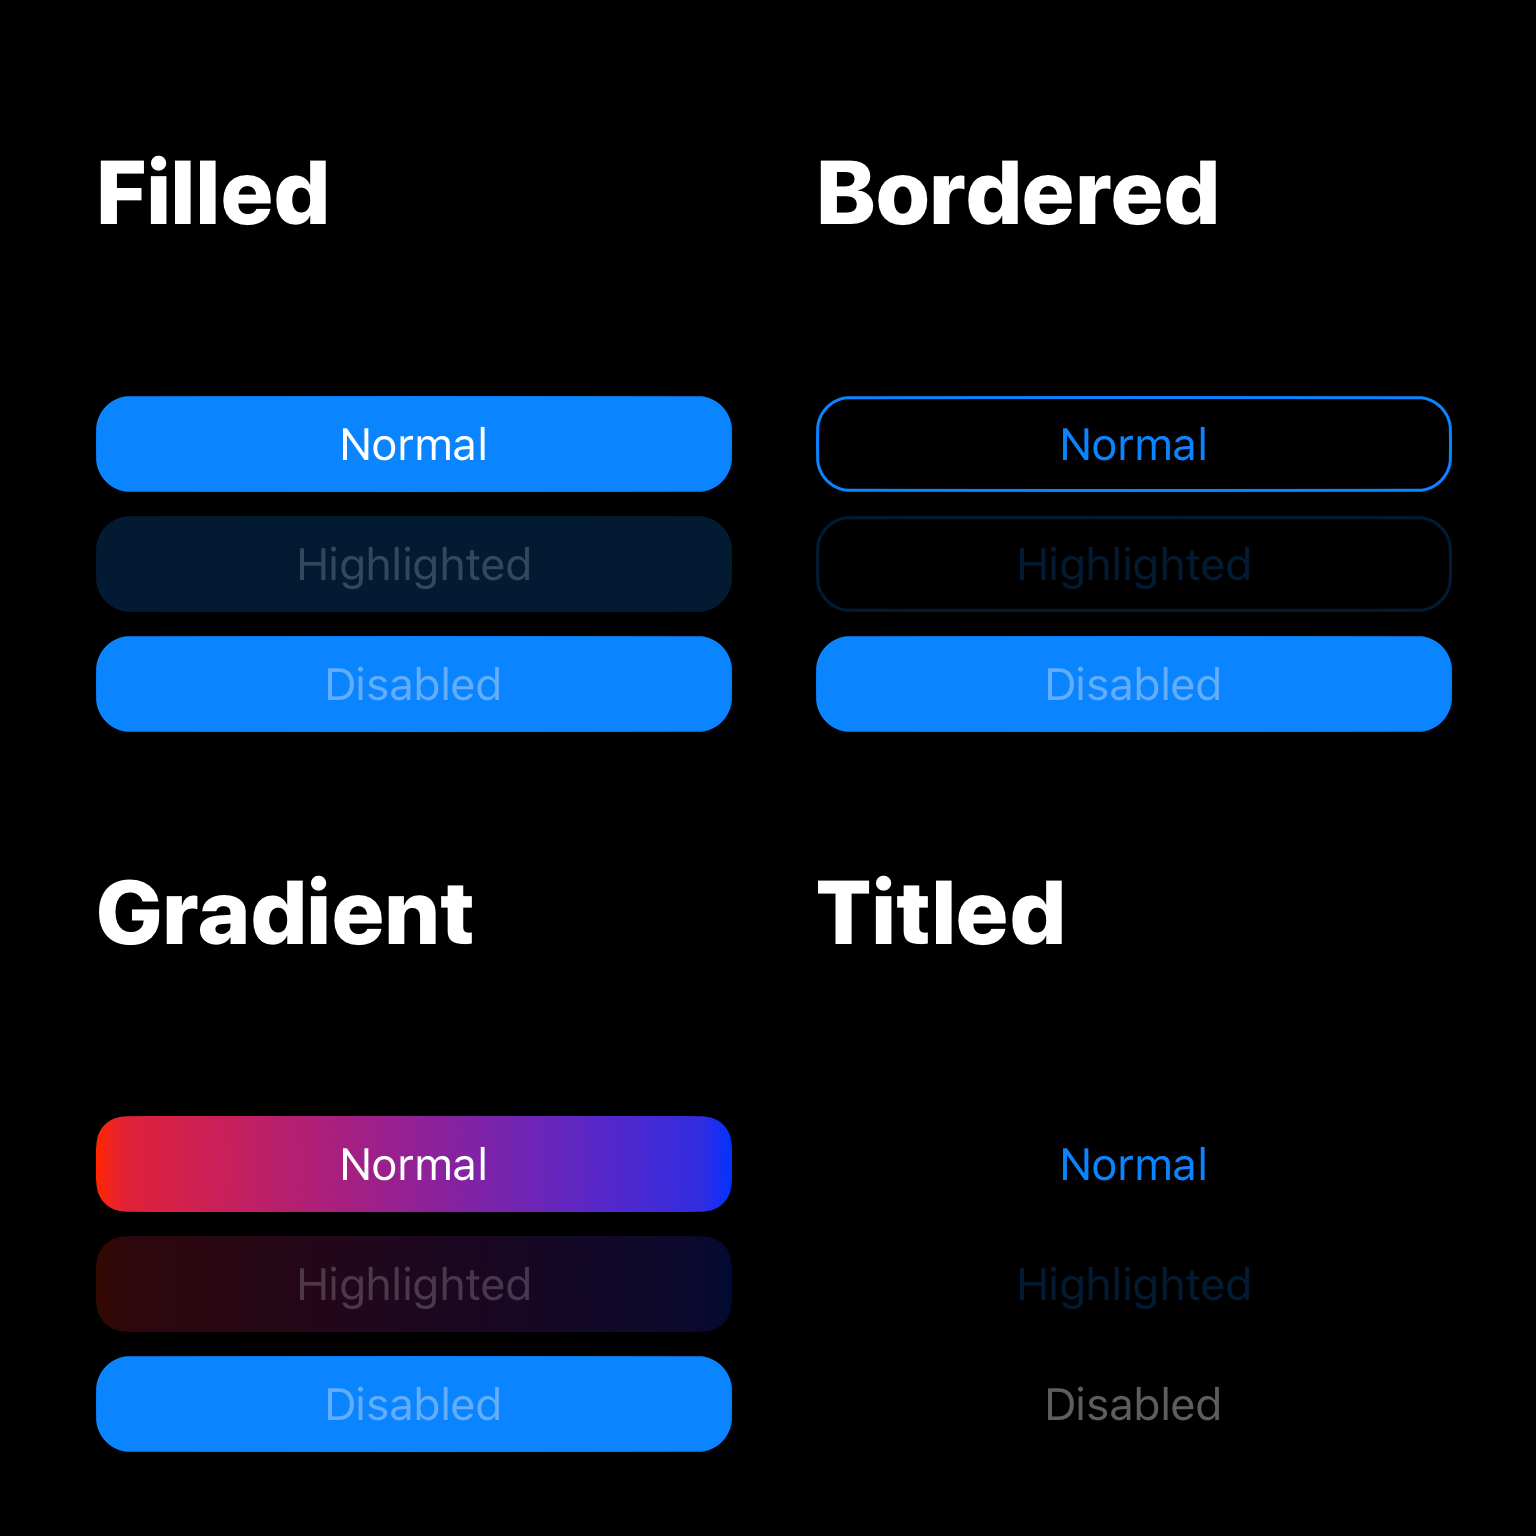 Filled
Normal
Highlighted
Disabled
Bordered
Normal
Highlighted
Disabled
Gradient
Normal
Highlighted
Disabled
Titled
Normal
Highlighted
Disabled